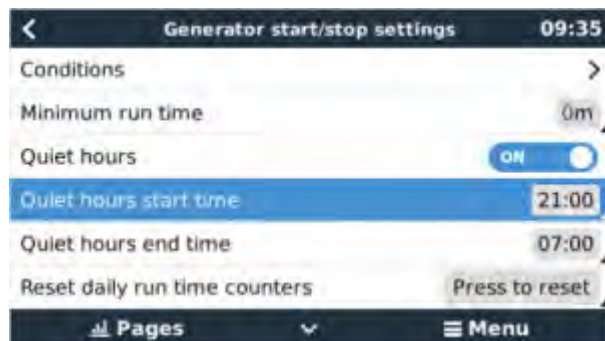 Generator start/stop settings 09:35
Conditions
Minimum run time 0m
Quiet hours ON
Quiet hours start time 21:00
Quiet hours end time 07:00
Reset daily run time counters Press to reset
Pages Menu